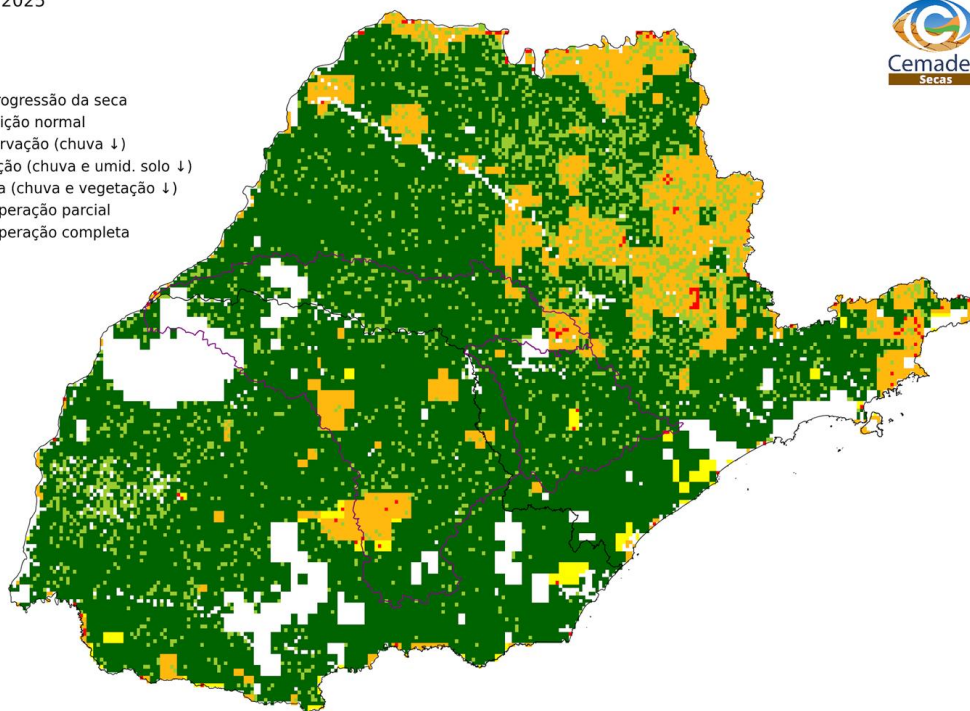 2025
rogressão da seca
ição normal
rvação (chuva ↓)
ção (chuva e umid. solo ↓)
a (chuva e vegetação ↓)
peração parcial
peração completa
Cemade
Secas